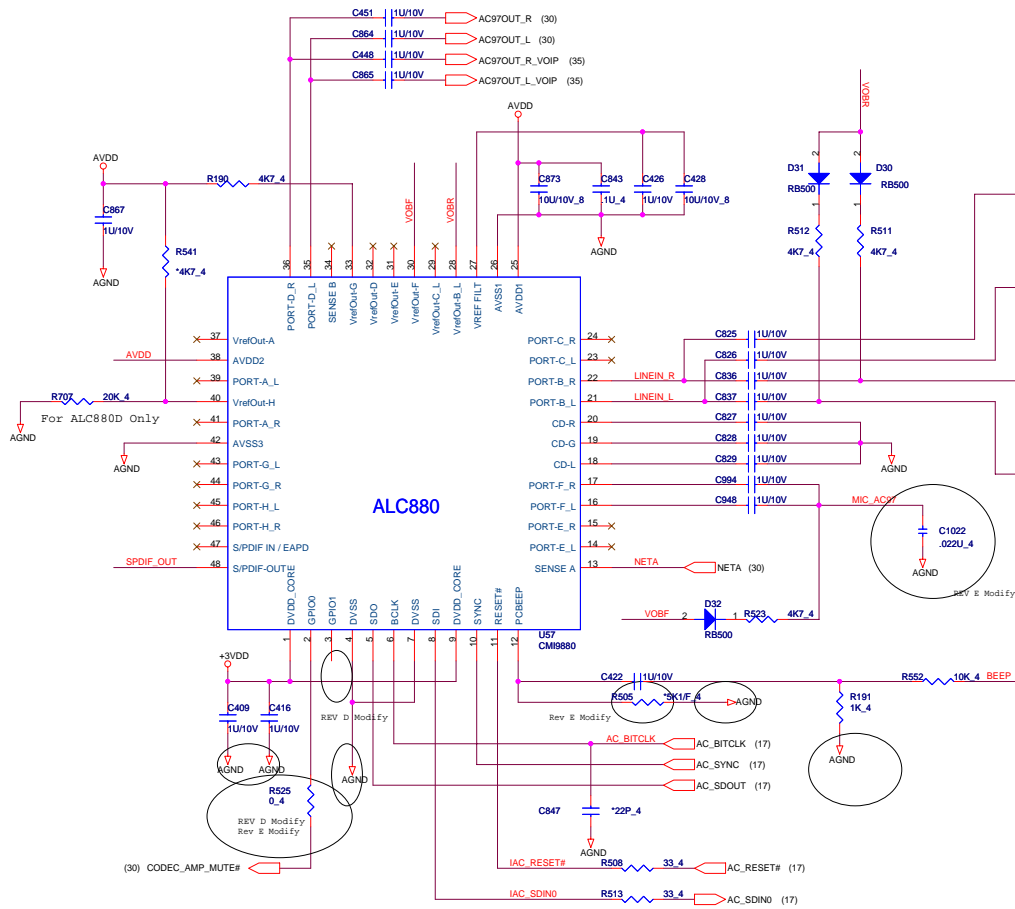 C451 1U/10V AC97OUT_R (30)
C864 1U/10V AC97OUT_L (30)
C448 1U/10V AC97OUT_R_VOIP (35)
C865 1U/10V AC97OUT_L_VOIP (35)
AVDD
VOBR
AVDD
R190 4K7_4
C867
1U/10V
R541
*4K7_4
AGND
VOBF
VOBR
C873
10U/10V_8
C843
.1U_4
C426
1U/10V
C428
10U/10V_8
AGND
D31
RB500
2
1
D30
RB500
2
1
R512
4K7_4
R511
4K7_4
36 35 34 33 32 31 30 29 28 27 26 25
PORT-D_R
PORT-D_L
SENSE B
VrefOut-G
VrefOut-D
VrefOut-E
VrefOut-F
VrefOut-C_L
VrefOut-B_L
VREF FILT
AVSS1
AVDD1
37 VrefOut-A
AVDD 38 AVDD2
39 PORT-A_L
R707 20K_4 40 VrefOut-H
For ALC880D Only
AGND
41 PORT-A_R
42 AVSS3
AGND
43 PORT-G_L
44 PORT-G_R
45 PORT-H_L
46 PORT-H_R
47 S/PDIF IN / EAPD
SPDIF_OUT 48 S/PDIF-OUT
ALC880
PORT-C_R 24
PORT-C_L 23
PORT-B_R 22 LINEIN_R
PORT-B_L 21 LINEIN_L
CD-R 20
CD-G 19
CD-L 18
PORT-F_R 17
PORT-F_L 16
PORT-E_R 15
PORT-E_L 14
SENSE A 13 NETA NETA (30)
C825 1U/10V
C826 1U/10V
C836 1U/10V
C837 1U/10V
C827 1U/10V
C828 1U/10V
C829 1U/10V
C994 1U/10V
C948 1U/10V
AGND
MIC_AC97
C1022
.022U_4
AGND
REV E Modify
VOBF 2 D32 1 R523 4K7_4
RB500
DVDD_CORE
GPIO0
GPIO1
DVSS
SDO
BCLK
DVSS
SDI
DVDD_CORE
SYNC
RESET#
PCBEEP
1 2 3 4 5 6 7 8 9 10 11 12
U57
CMI9880
+3VDD
C409
1U/10V
C416
1U/10V
AGND
AGND
REV D Modify
AGND
R525
0_4
REV D Modify
Rev E Modify
(30) CODEC_AMP_MUTE#
C422 1U/10V
R505 *5K1/F_4 AGND
Rev E Modify
R552 10K_4 BEEP
R191
1K_4
AGND
AC_BITCLK AC_BITCLK (17)
AC_SYNC (17)
AC_SDOUT (17)
C847 *22P_4
AGND
IAC_RESET# R508 33_4 AC_RESET# (17)
IAC_SDIN0 R513 33_4 AC_SDIN0 (17)